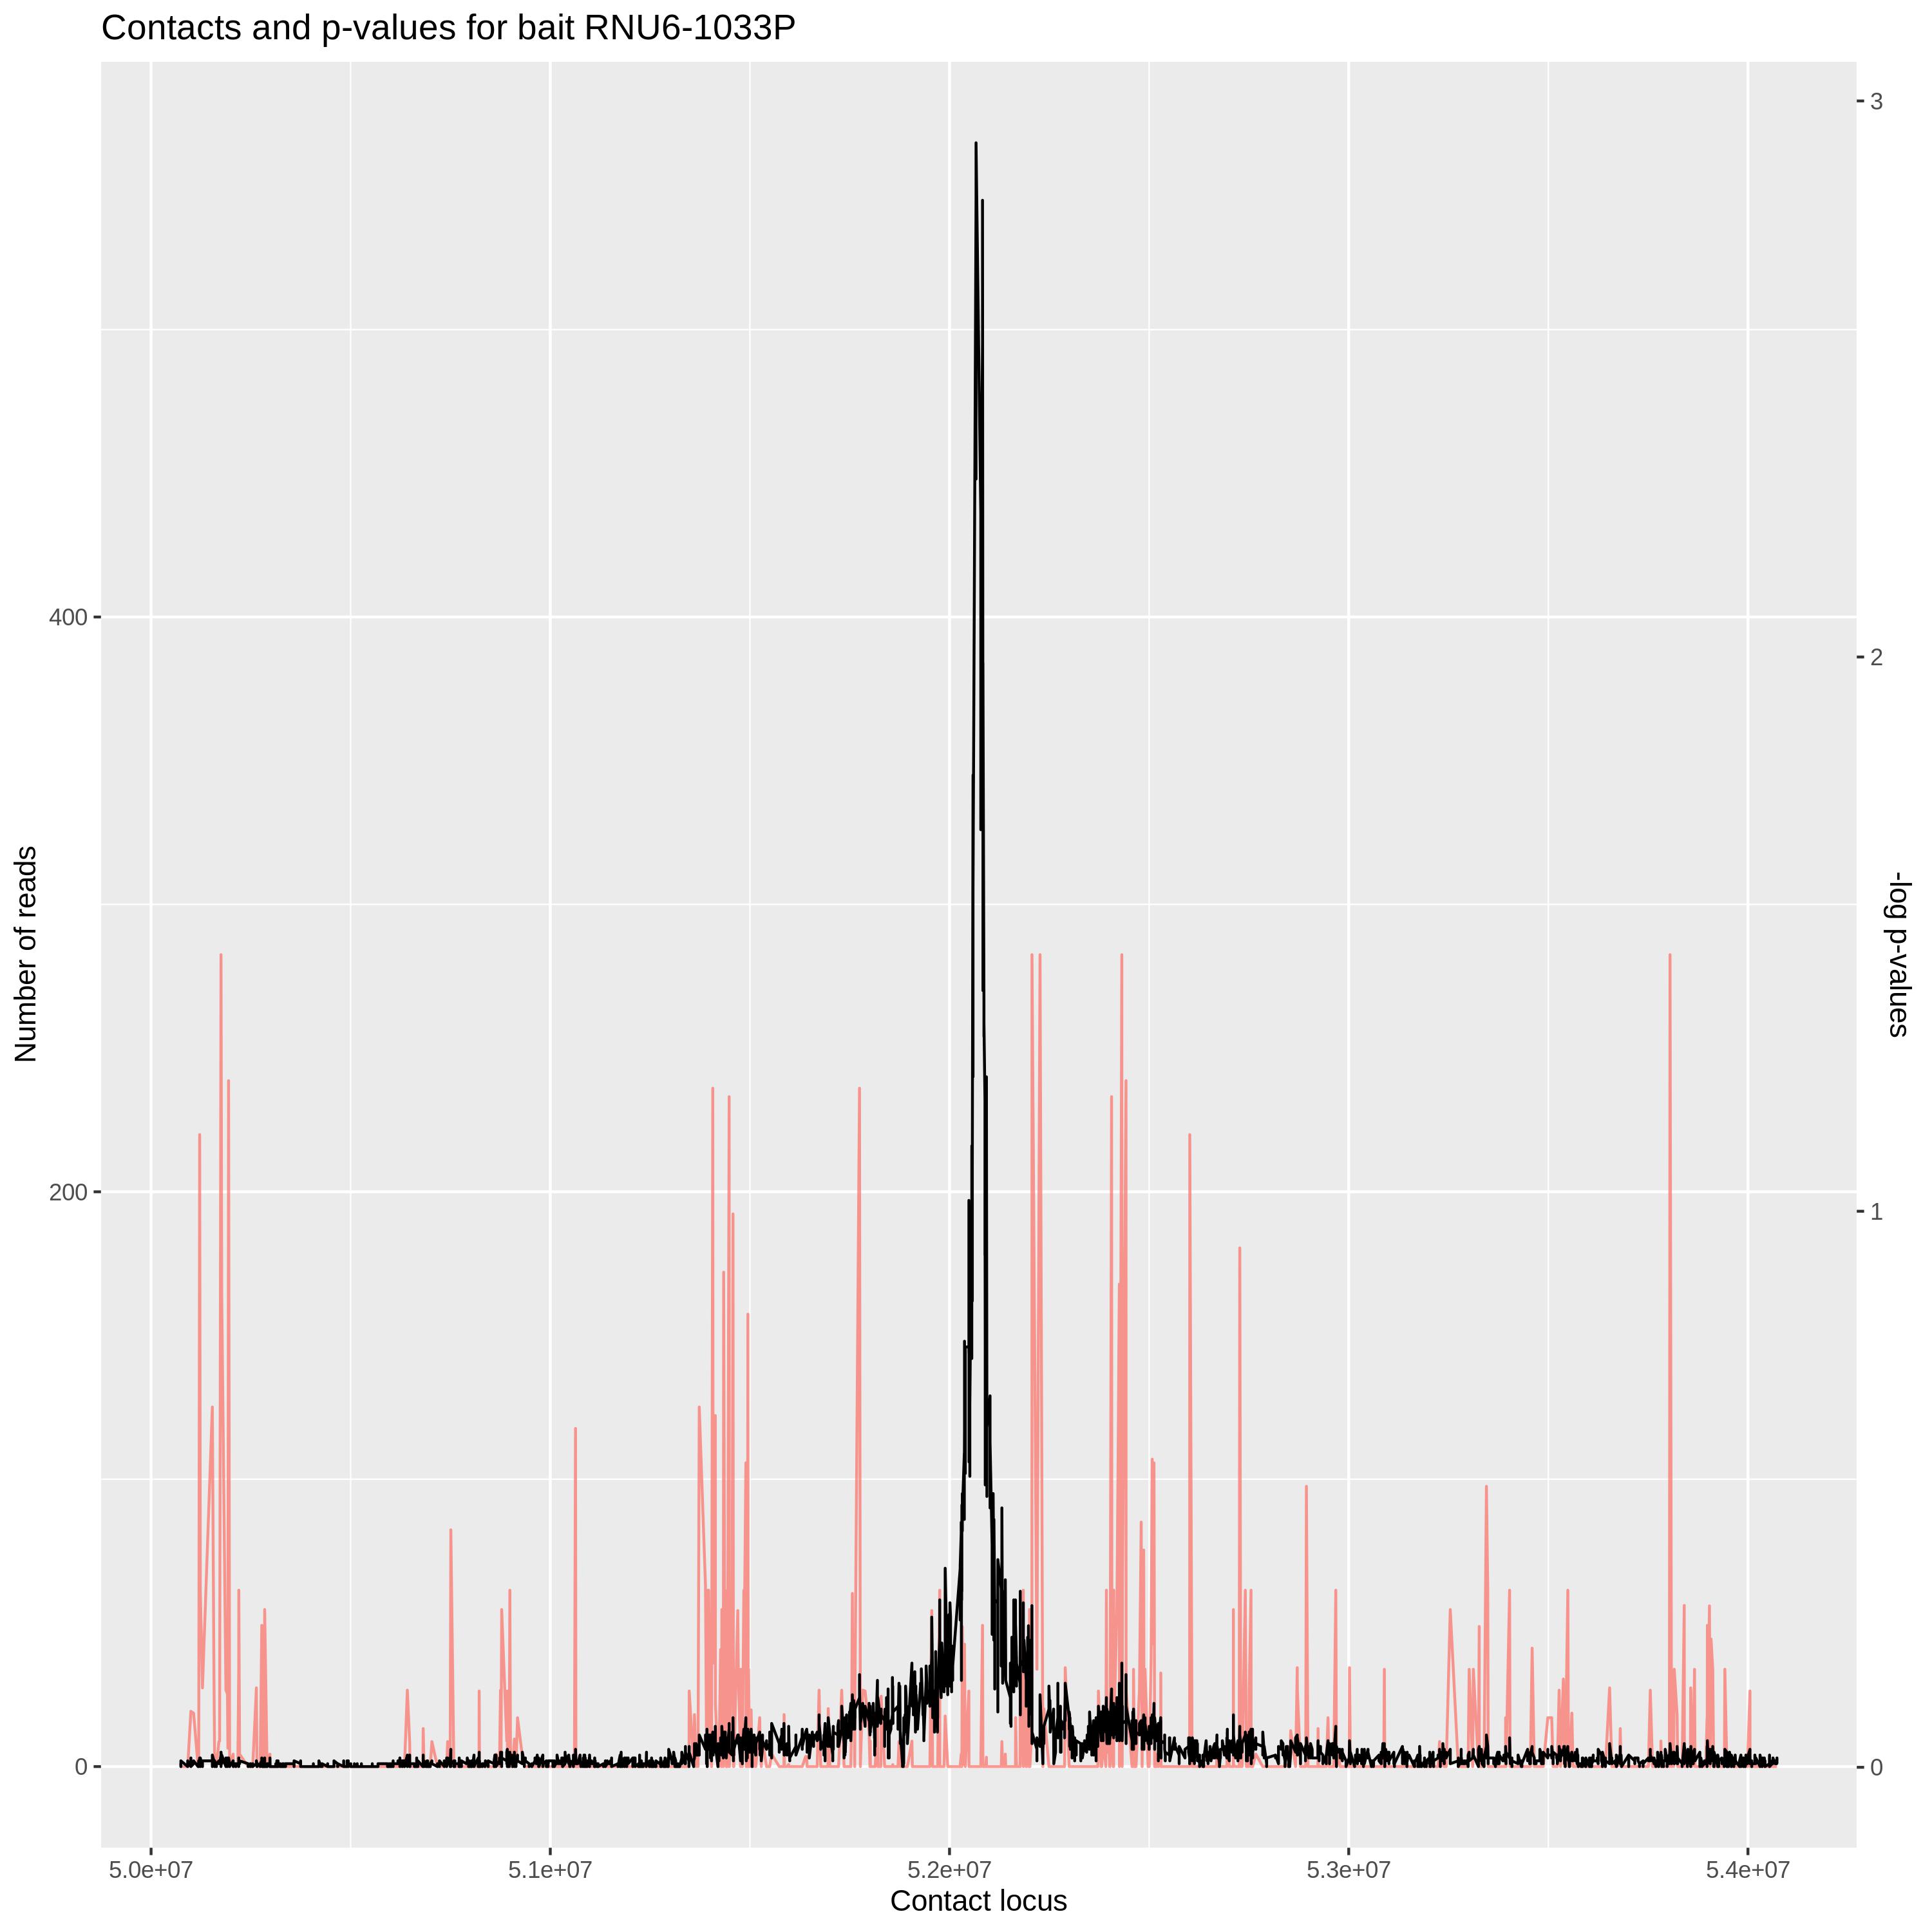 Contacts and p-values for bait RNU6-1033P
3
400
2
Number of reads
-log p-values
200
1
0
0
5.0e+07 5.1e+07 5.2e+07 5.3e+07 5.4e+07
Contact locus